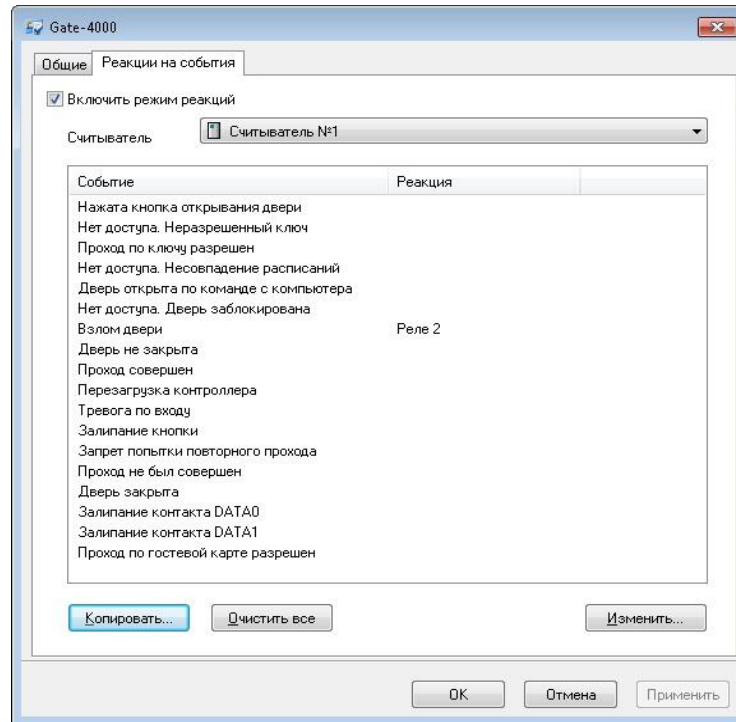 Gate-4000
Общие Реакции на события
Включить режим реакций
Считыватель Считыватель №1
Событие Реакция
Нажата кнопка открывания двери
Нет доступа. Неразрешенный ключ
Проход по ключу разрешен
Нет доступа. Несовпадение расписаний
Дверь открыта по команде с компьютера
Нет доступа. Дверь заблокирована
Взлом двери Реле 2
Дверь не закрыта
Проход совершен
Перезагрузка контроллера
Тревога по входу
Залипание кнопки
Запрет попытки повторного прохода
Проход не был совершен
Дверь закрыта
Залипание контакта DATA0
Залипание контакта DATA1
Проход по гостевой карте разрешен
Копировать... Очистить все Изменить...
OK Отмена Применить